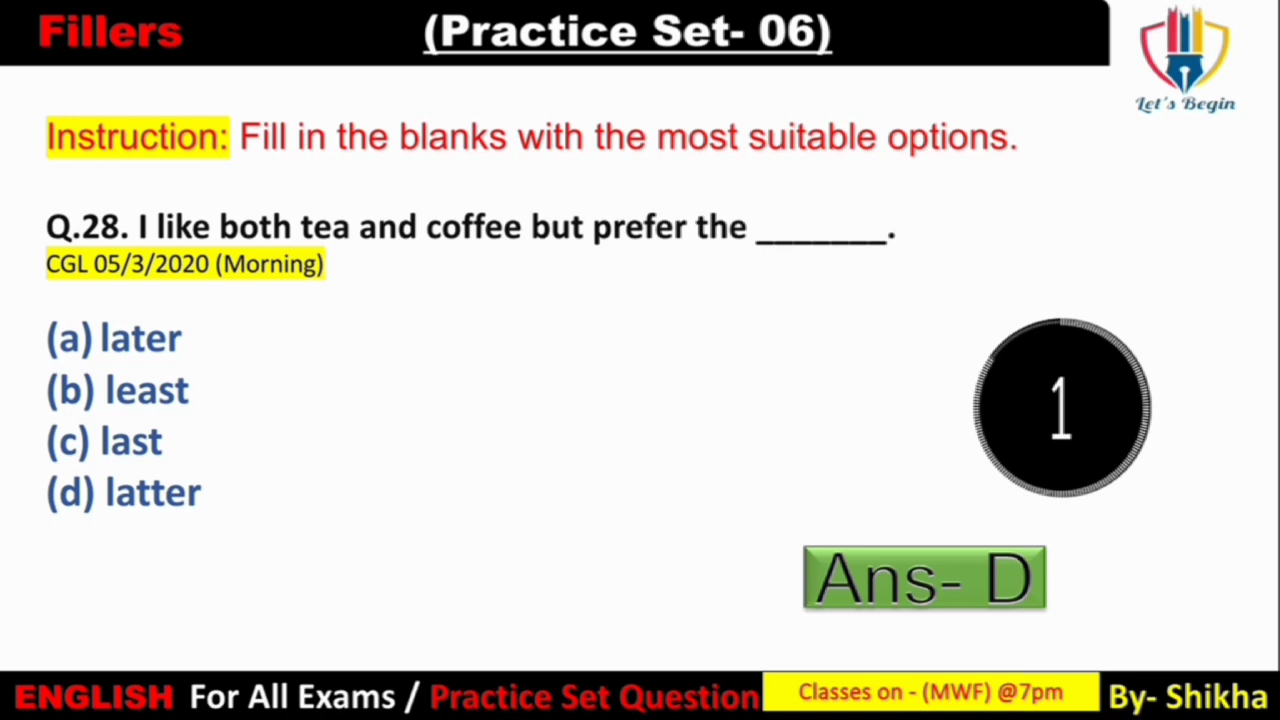 Fillers
(Practice Set- 06)
Let's Begin
Instruction: Fill in the blanks with the most suitable options.
Q.28. I like both tea and coffee but prefer the _______.
CGL 05/3/2020 (Morning)
(a) later
(b) least
(c) last
(d) latter
1
Ans- D
ENGLISH For All Exams / Practice Set Question
Classes on - (MWF) @7pm
By- Shikha